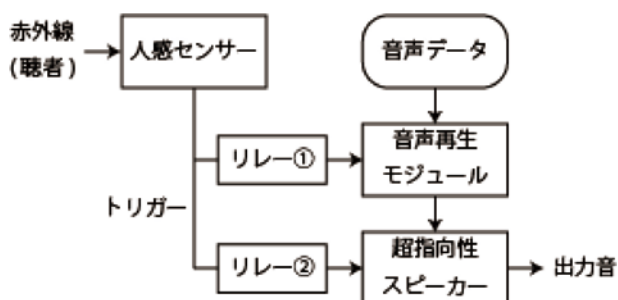 赤外線
(聴者)
人感センサー
音声データ
リレー①
音声再生
モジュール
トリガー
リレー②
超指向性
スピーカー
出力音